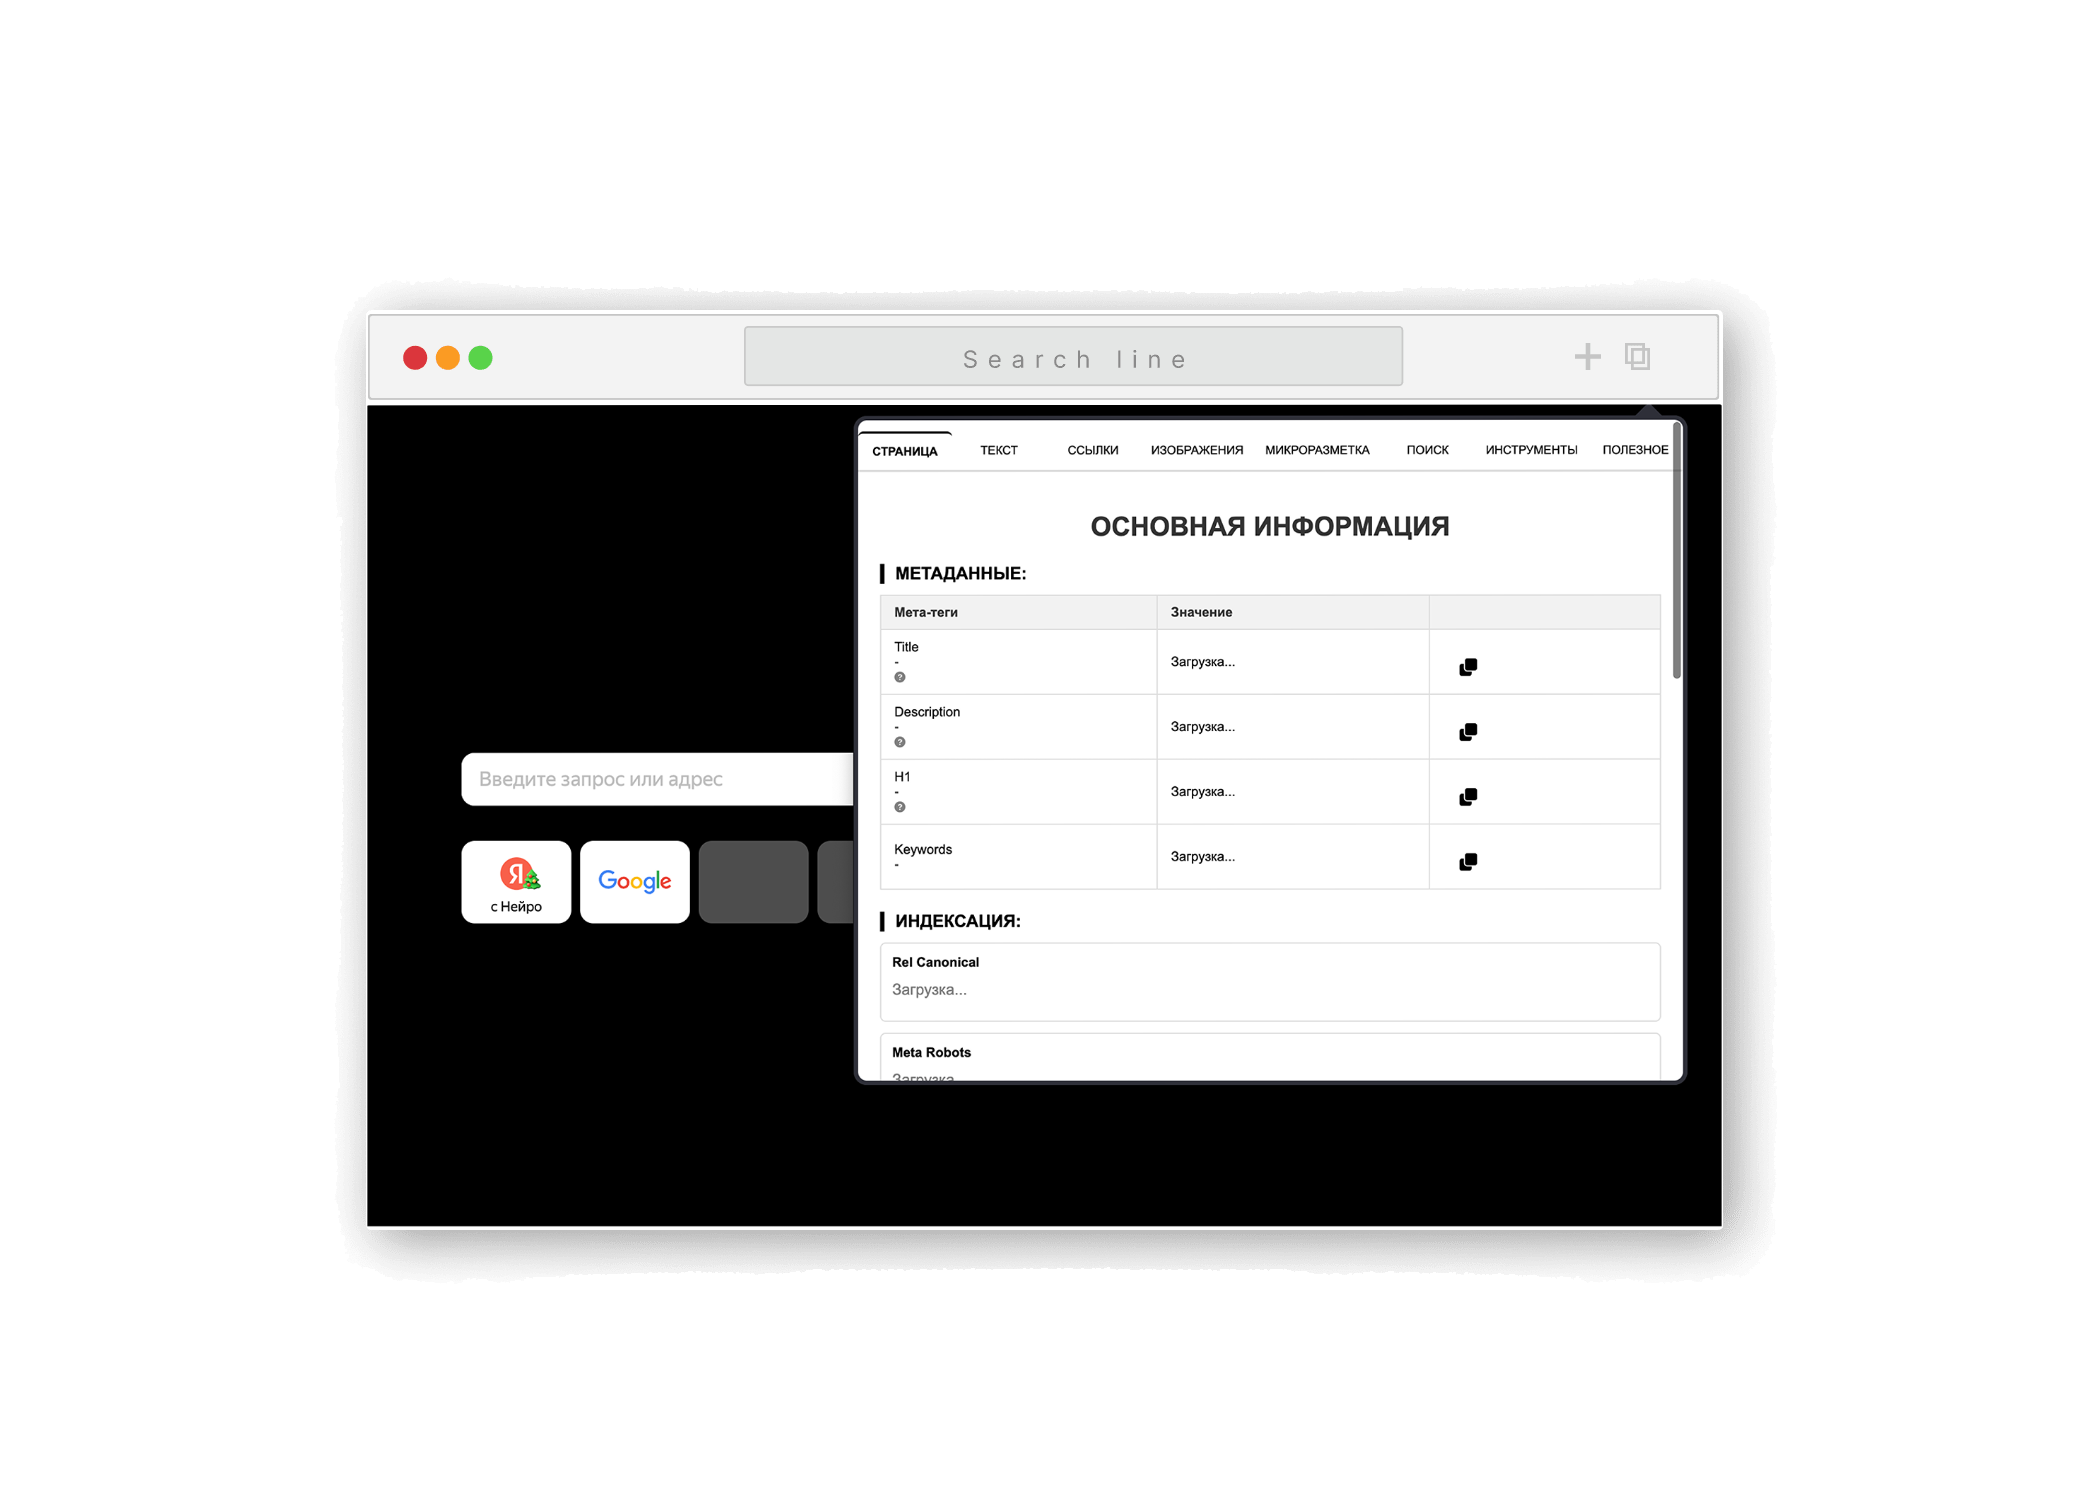 Search line
СТРАНИЦА ТЕКСТ ССЫЛКИ ИЗОБРАЖЕНИЯ МИКРОРАЗМЕТКА ПОИСК ИНСТРУМЕНТЫ ПОЛЕЗНОЕ
ОСНОВНАЯ ИНФОРМАЦИЯ
МЕТАДАННЫЕ:
Мета-теги Значение
Title
-
?
Загрузка...
Description
-
?
Загрузка...
H1
-
?
Загрузка...
Keywords
-
Загрузка...
ИНДЕКСАЦИЯ:
Rel Canonical
Загрузка...
Meta Robots
Загрузка...
Введите запрос или адрес
Я
с Нейро
Google